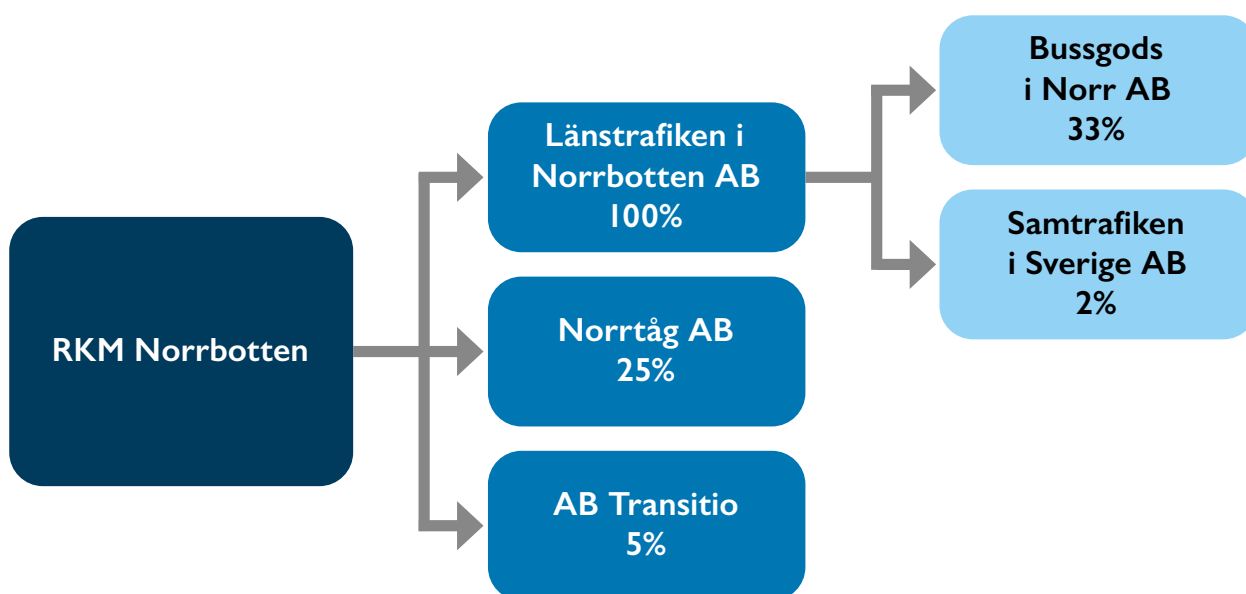 RKM Norrbotten
Länstrafiken i
Norrbotten AB
100%
Norrtåg AB
25%
AB Transitio
5%
Bussgods
i Norr AB
33%
Samtrafiken
i Sverige AB
2%